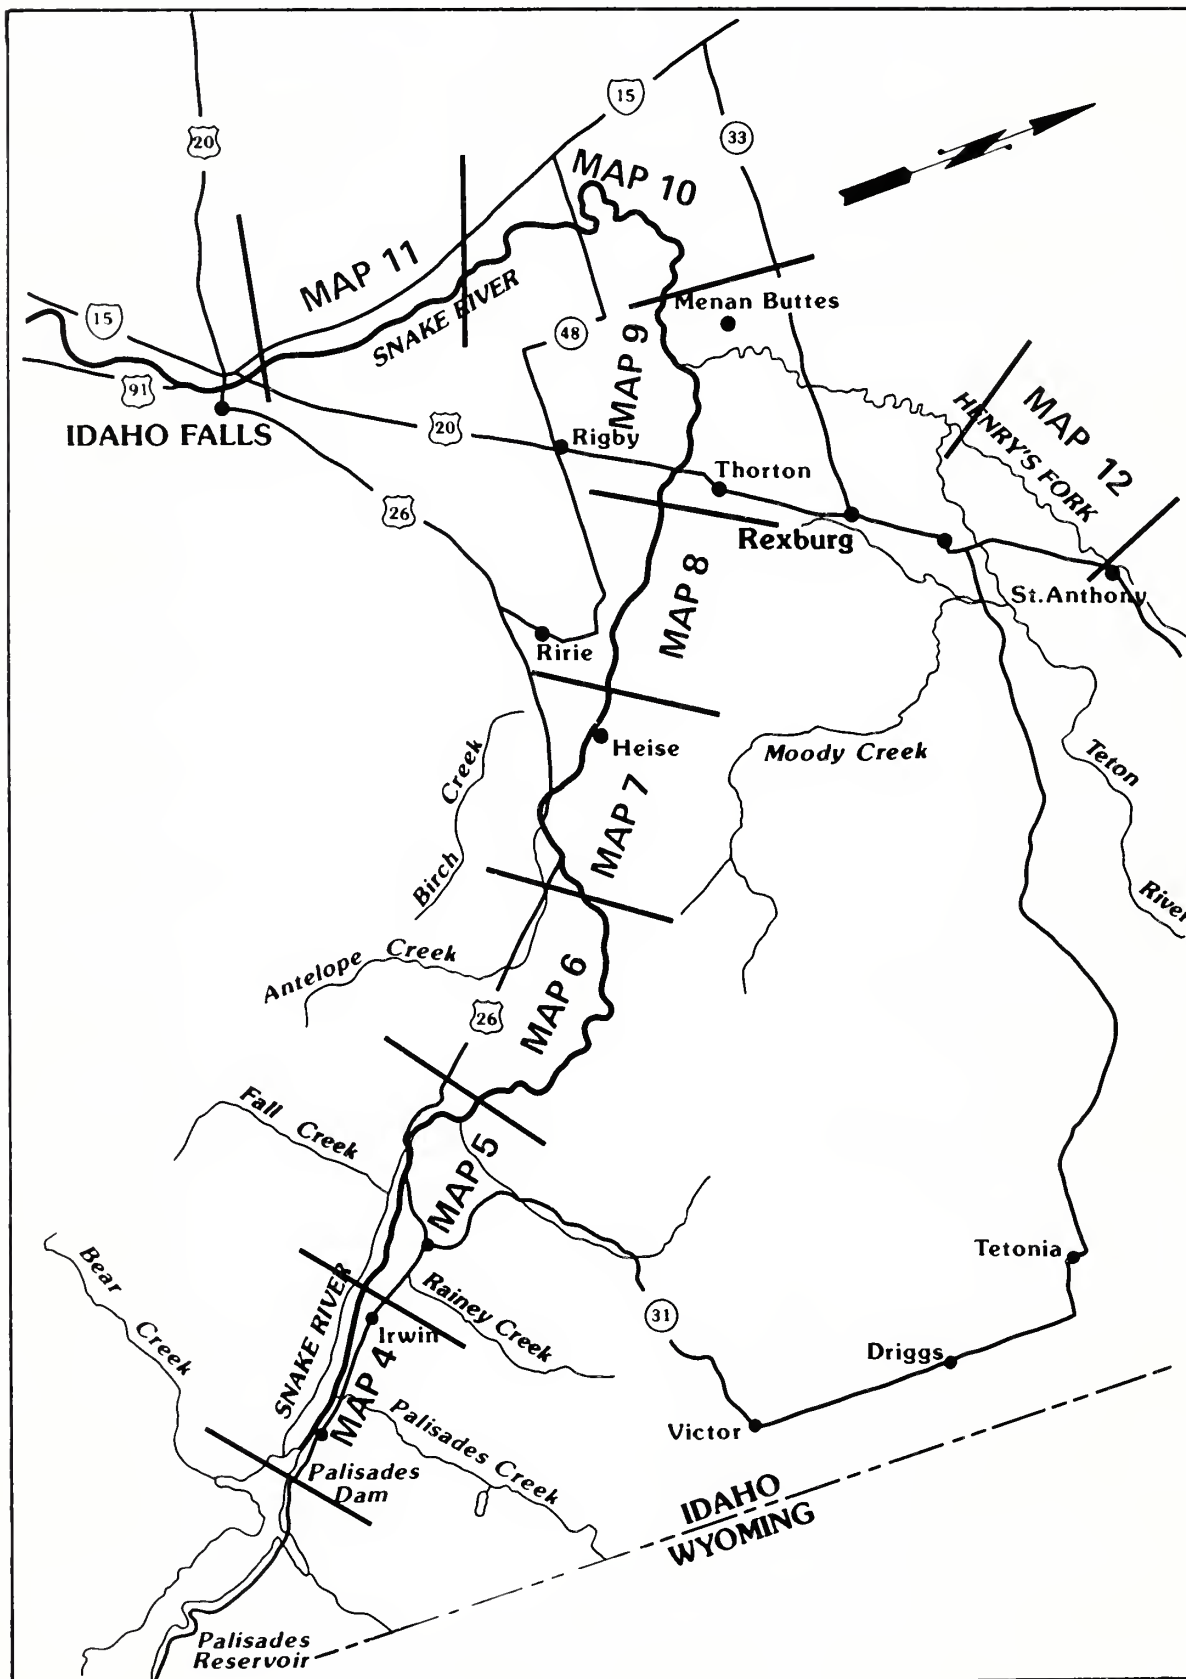 15
20
33
MAP 10
MAP 11
SNAKE RIVER
15
Menan Buttes
48
MAP 9
91
IDAHO FALLS
20
Rigby
HENRY'S FORK
MAP 12
Thorton
26
Rexburg
MAP 8
St. Anthony
Ririe
Heise
Moody Creek
Teton
River
Birch Creek
MAP 7
Antelope Creek
MAP 6
26
Fall Creek
MAP 5
Bear Creek
SNAKE RIVER
Rainey Creek
Irwin
31
Tetonia
Driggs
MAP 4
Palisades Creek
Victor
Palisades
Dam
IDAHO
WYOMING
Palisades
Reservoir